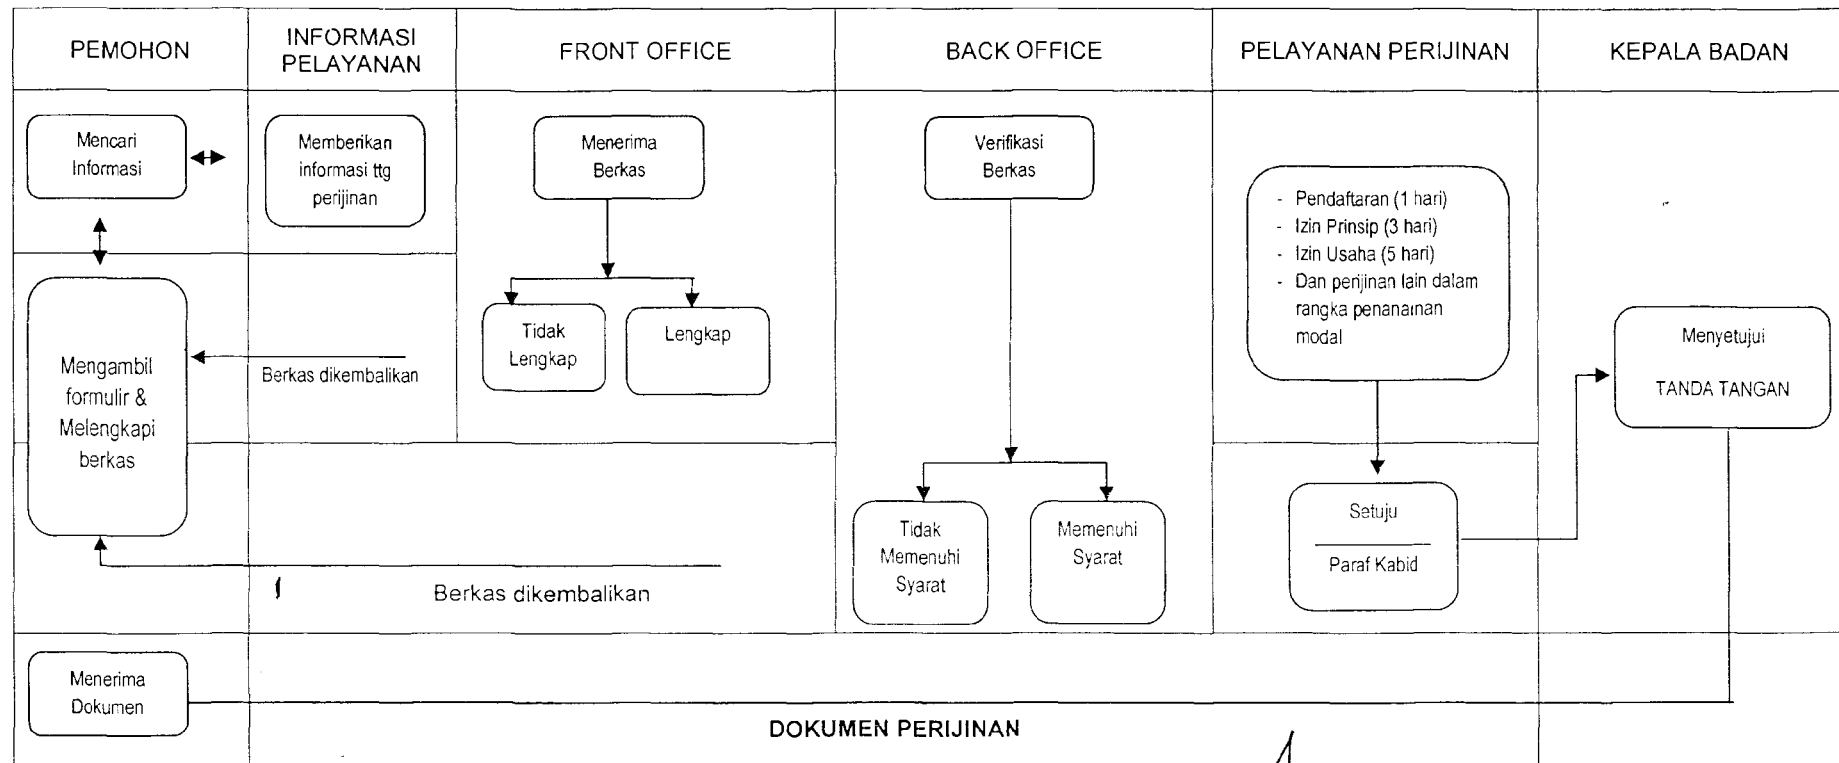 PEMOHON
INFORMASI
PELAYANAN
FRONT OFFICE
BACK OFFICE
PELAYANAN PERIJINAN
KEPALA BADAN
Mencari
Informasi
Memberikan
informasi ttg
perijinan
Menerima
Berkas
Verifikasi
Berkas
- Pendaftaran (1 hari)
- Izin Prinsip (3 hari)
- Izin Usaha (5 hari)
- Dan perijinan lain dalam
rangka penanaman
modal
Tidak
Lengkap
Lengkap
Mengambil
formulir &
Melengkapi
berkas
Berkas dikembalikan
Menyetujui
TANDA TANGAN
Tidak
Memenuhi
Syarat
Memenuhi
Syarat
Setuju
Paraf Kabid
Berkas dikembalikan
Menerima
Dokumen
DOKUMEN PERIJINAN